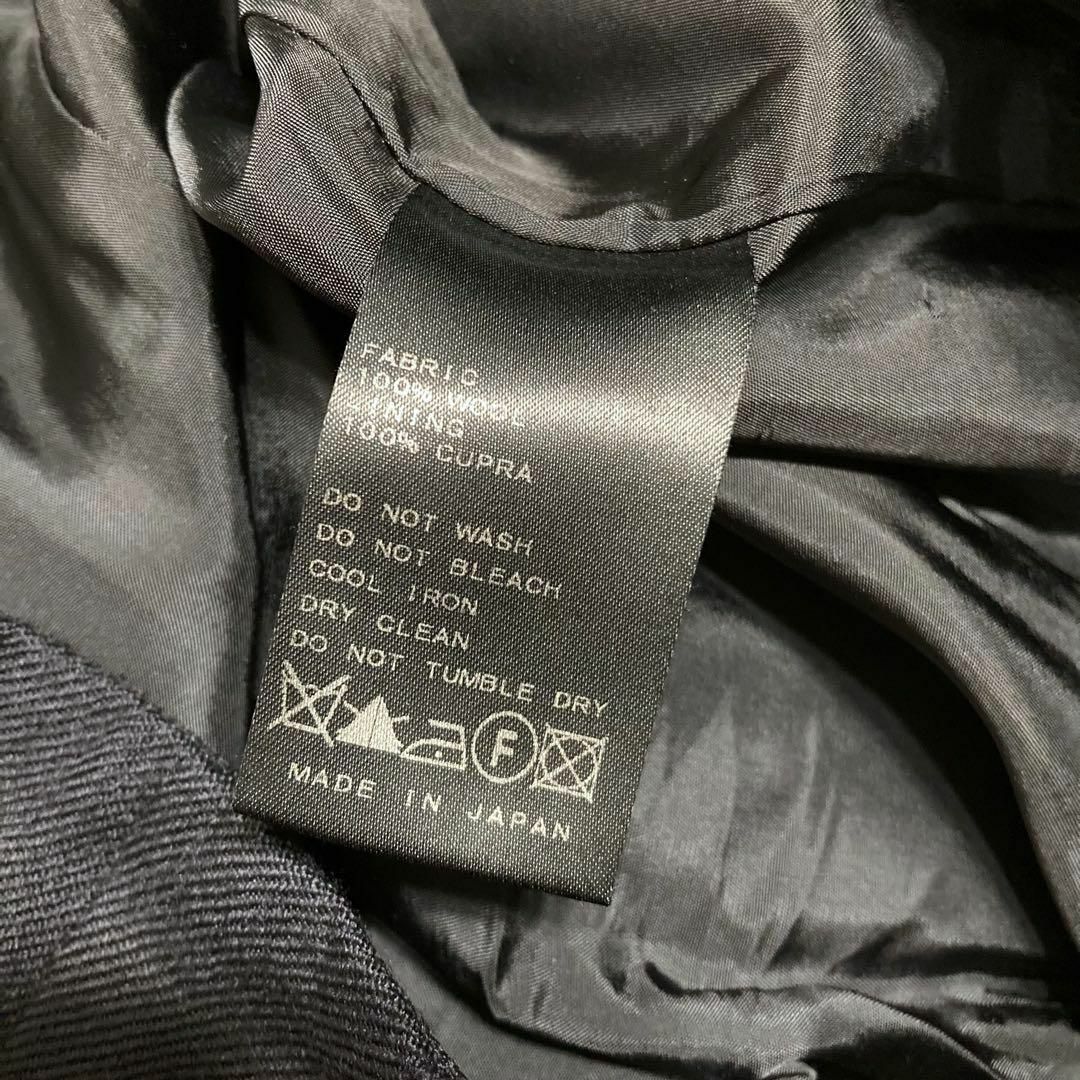 FABRIC
100% WOOL
LINING
100% CUPRA
DO NOT WASH
DO NOT BLEACH
COOL IRON
DRY CLEAN
DO NOT TUMBLE DRY
F
MADE IN JAPAN